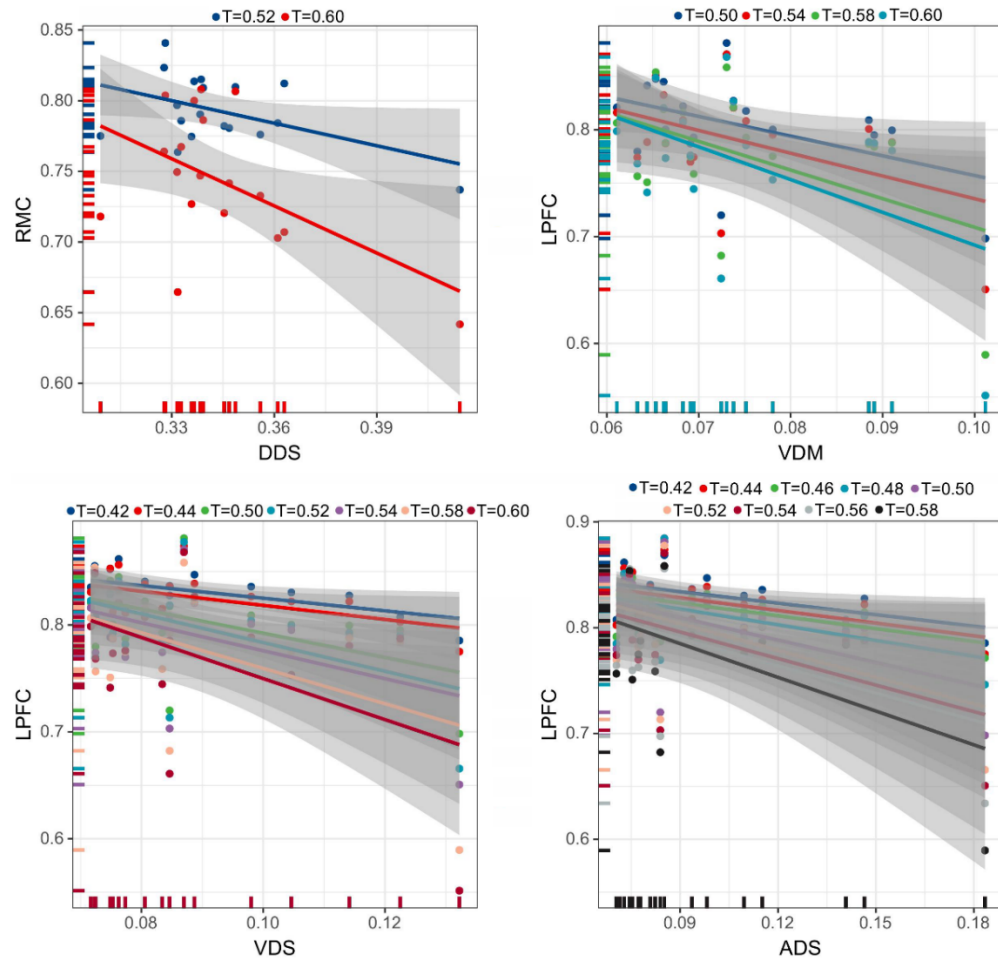 T=0.52 T=0.60
0.85
0.80
0.75
0.70
0.65
0.60
RMC
0.33 0.36 0.39
DDS
T=0.50 T=0.54 T=0.58 T=0.60
0.8
0.7
0.6
LPFC
0.06 0.07 0.08 0.09 0.10
VDM
T=0.42 T=0.44 T=0.50 T=0.52 T=0.54 T=0.58 T=0.60
0.8
0.7
0.6
LPFC
0.08 0.10 0.12
VDS
T=0.42 T=0.44 T=0.46 T=0.48 T=0.50
T=0.52 T=0.54 T=0.56 T=0.58
0.9
0.8
0.7
0.6
LPFC
0.09 0.12 0.15 0.18
ADS